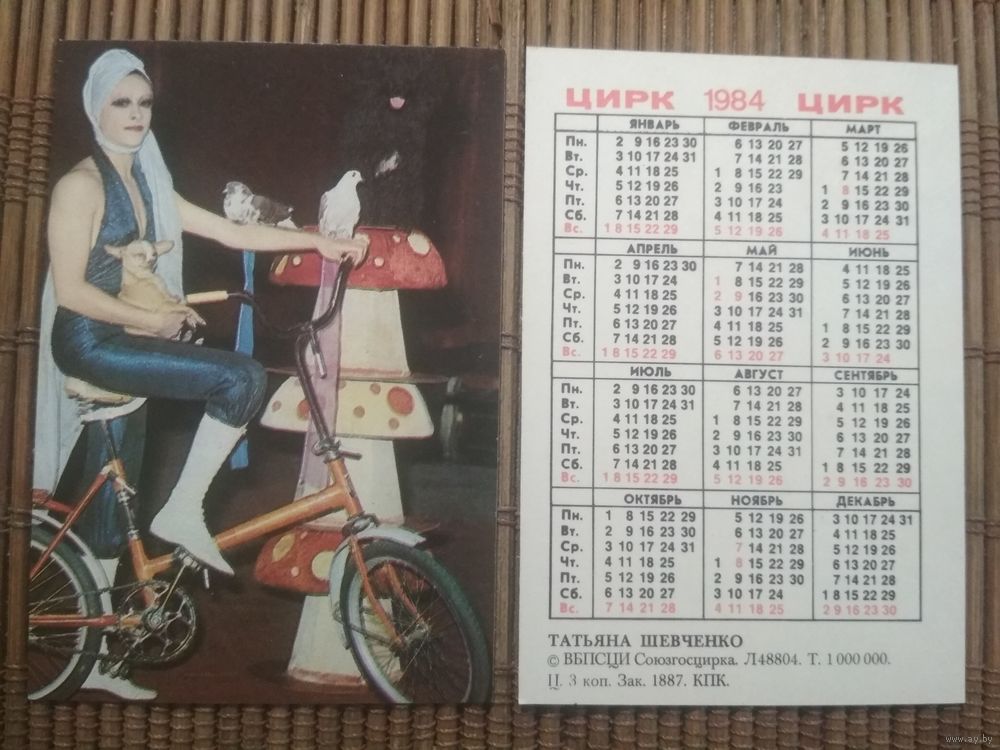 ЦИРК 1984 ЦИРК
ЯНВАРЬ ФЕВРАЛЬ МАРТ
Пн. 2 9 16 23 30 6 13 20 27 5 12 19 26
Вт. 3 10 17 24 31 7 14 21 28 6 13 20 27
Ср. 4 11 18 25 1 8 15 22 29 7 14 21 28
Чт. 5 12 19 26 2 9 16 23 1 8 15 22 29
Пт. 6 13 20 27 3 10 17 24 2 9 16 23 30
Сб. 7 14 21 28 4 11 18 25 3 10 17 24 31
Вс. 1 8 15 22 29 5 12 19 26 4 11 18 25
АПРЕЛЬ МАЙ ИЮНЬ
Пн. 2 9 16 23 30 7 14 21 28 4 11 18 25
Вт. 3 10 17 24 1 8 15 22 29 5 12 19 26
Ср. 4 11 18 25 2 9 16 23 30 6 13 20 27
Чт. 5 12 19 26 3 10 17 24 31 7 14 21 28
Пт. 6 13 20 27 4 11 18 25 1 8 15 22 29
Сб. 7 14 21 28 5 12 19 26 2 9 16 23 30
Вс. 1 8 15 22 29 6 13 20 27 3 10 17 24
ИЮЛЬ АВГУСТ СЕНТЯБРЬ
Пн. 2 9 16 23 30 6 13 20 27 3 10 17 24
Вт. 3 10 17 24 31 7 14 21 28 4 11 18 25
Ср. 4 11 18 25 1 8 15 22 29 5 12 19 26
Чт. 5 12 19 26 2 9 16 23 30 6 13 20 27
Пт. 6 13 20 27 3 10 17 24 31 7 14 21 28
Сб. 7 14 21 28 4 11 18 25 1 8 15 22 29
Вс. 1 8 15 22 29 5 12 19 26 2 9 16 23 30
ОКТЯБРЬ НОЯБРЬ ДЕКАБРЬ
Пн. 1 8 15 22 29 5 12 19 26 3 10 17 24 31
Вт. 2 9 16 23 30 6 13 20 27 4 11 18 25
Ср. 3 10 17 24 31 7 14 21 28 5 12 19 26
Чт. 4 11 18 25 1 8 15 22 29 6 13 20 27
Пт. 5 12 19 26 2 9 16 23 30 7 14 21 28
Сб. 6 13 20 27 3 10 17 24 1 8 15 22 29
Вс. 7 14 21 28 4 11 18 25 2 9 16 23 30
ТАТЬЯНА ШЕВЧЕНКО
© ВБПСЦИ Союзгосцирка. Л48804. Т. 1 000 000.
Ц. 3 коп. Зак. 1887. КПК.
www.ay.by